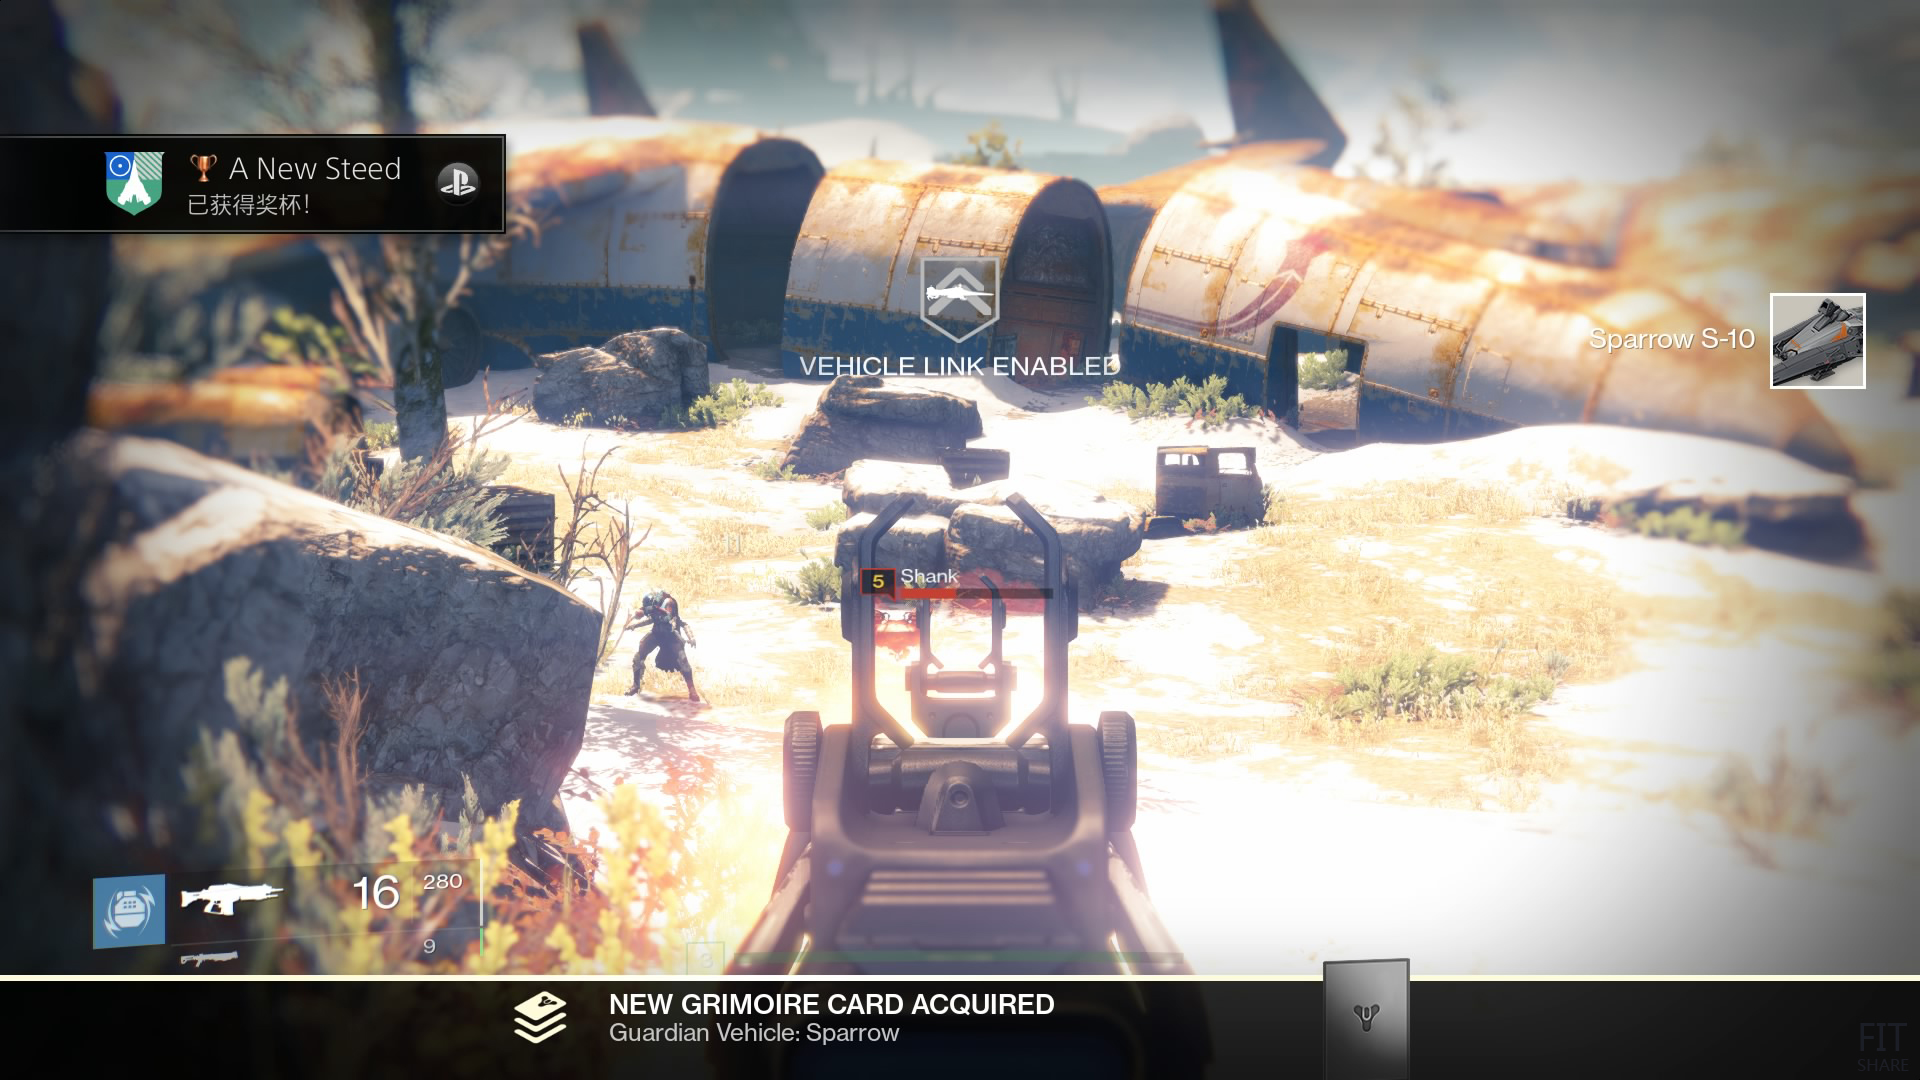 A New Steed
已获得奖杯!
VEHICLE LINK ENABLED
Sparrow S-10
5 Shank
16 280
9
8
NEW GRIMOIRE CARD ACQUIRED
Guardian Vehicle: Sparrow
FIT
SHARE